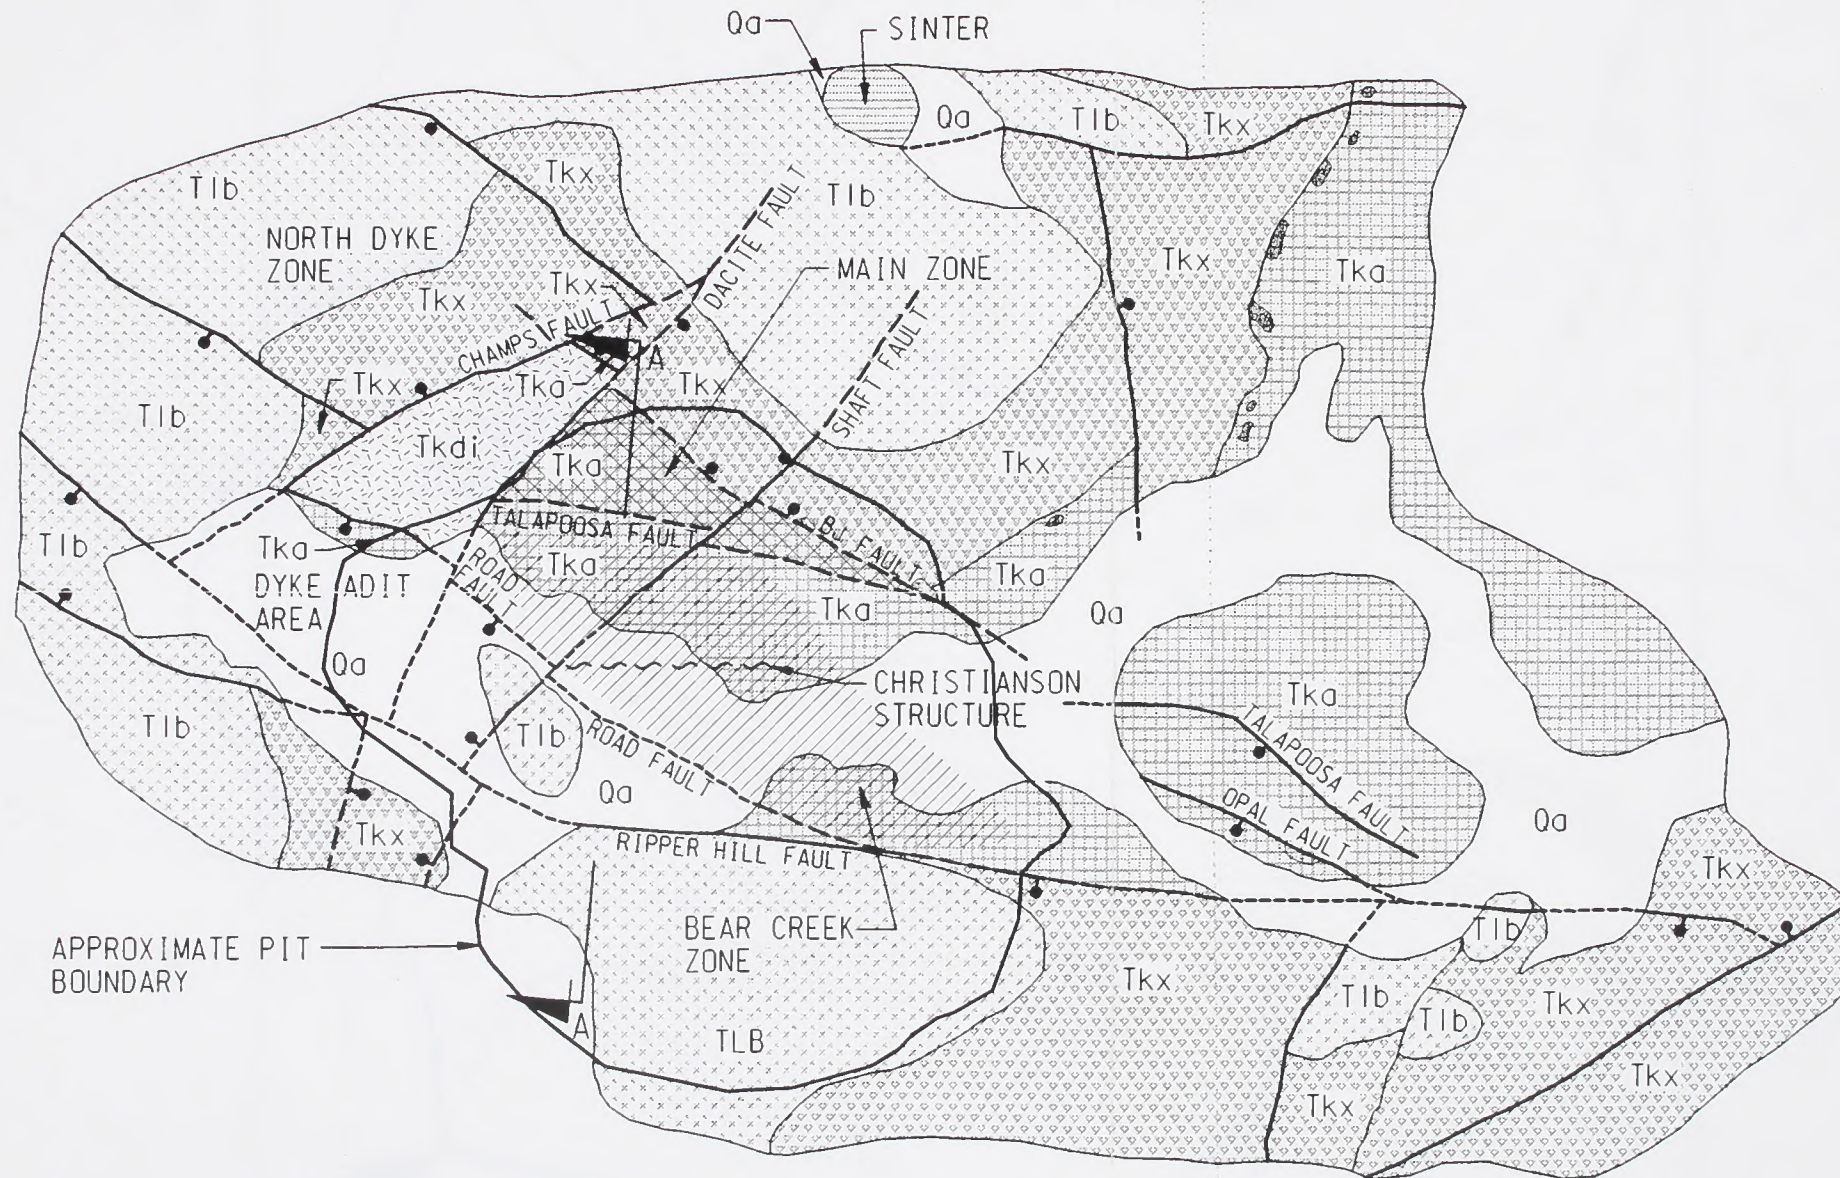 Qa
SINTER
Qa
Tlb
Tkx
Tkx
Tlb
Tlb
NORTH DYKE
ZONE
DACITE FAULT
MAIN ZONE
Tkx
Tka
Tkx
Tkx
CHAMPS FAULT
A
SHAFT FAULT
Tkx
Tka
Tkx
Tlb
Tkdi
Tka
Tkx
TALAPOOSA FAULT
BJ FAULT
Tlb
Tka
DYKE ADIT
AREA
ROAD
FAULT
Tka
Tka
Tka
Qa
Qa
CHRISTIANSON
STRUCTURE
Tka
Tlb
Tlb
ROAD FAULT
TALAPOOSA FAULT
Qa
OPAL FAULT
Qa
Tkx
RIPPER HILL FAULT
Tkx
BEAR CREEK
ZONE
Tlb
APPROXIMATE PIT
BOUNDARY
Tkx
Tlb
Tlb
Tkx
A
TLB
Tkx
Tkx